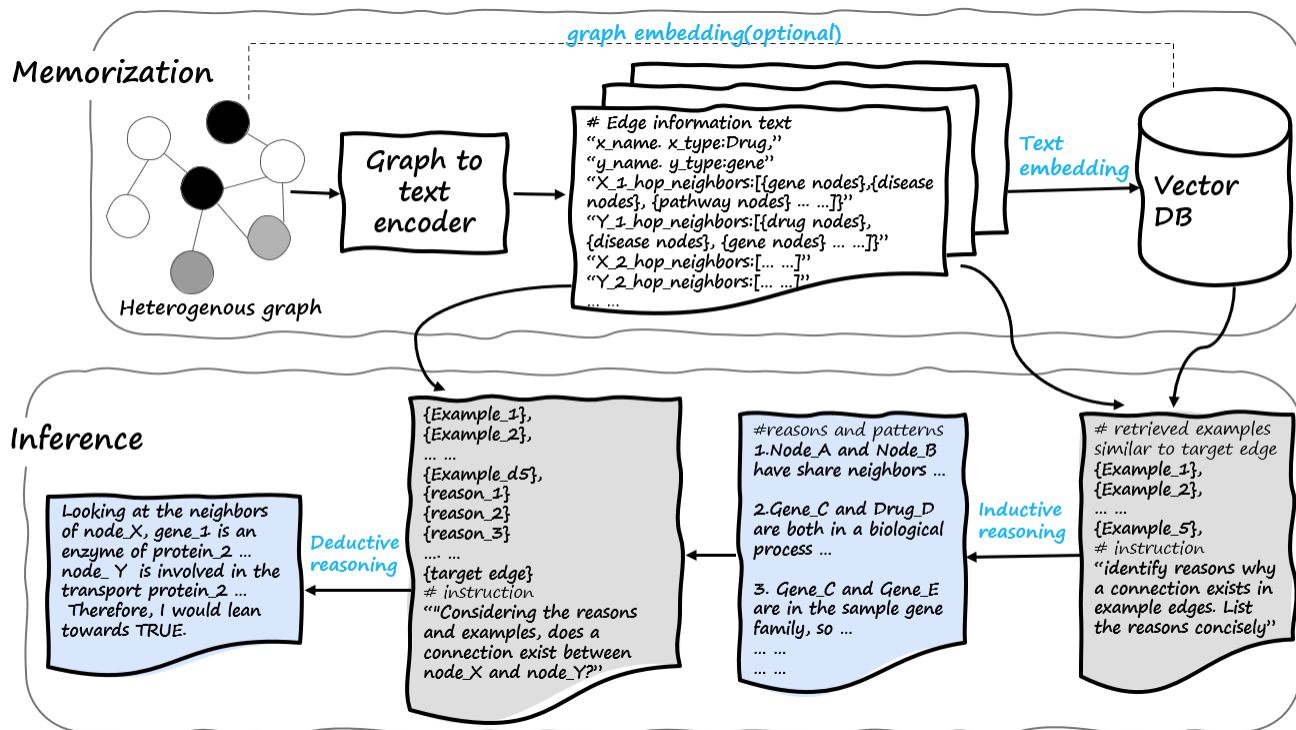 graph embedding(optional)
Memorization
# Edge information text
“x_name. x_type:Drug,”
“y_name. y_type:gene”
“X_1_hop_neighbors:[{gene nodes},{disease
nodes}, {pathway nodes} ... ...]}”
“Y_1_hop_neighbors:[{drug nodes},
{disease nodes}, {gene nodes} ... ...]}”
“X_2_hop_neighbors:[... ...]”
“Y_2_hop_neighbors:[... ...]”
... ...
Graph to
text
encoder
Text
embedding
Vector
DB
Heterogenous graph
Inference
# retrieved examples
similar to target edge
{Example_1},
{Example_2},
... ...
{Example_5},
# instruction
“identify reasons why
a connection exists in
example edges. List
the reasons concisely”
Inductive
reasoning
#reasons and patterns
1.Node_A and Node_B
have share neighbors ...
2.Gene_C and Drug_D
are both in a biological
process ...
3. Gene_C and Gene_E
are in the sample gene
family, so ...
... ...
... ...
{Example_1},
{Example_2},
... ...
{Example_d5},
{reason_1}
{reason_2}
{reason_3}
.... ...
{target edge}
# instruction
“"Considering the reasons
and examples, does a
connection exist between
node_X and node_Y?”
Deductive
reasoning
Looking at the neighbors
of node_X, gene_1 is an
enzyme of protein_2 ...
node_ Y is involved in the
transport protein_2 ...
Therefore, I would lean
towards TRUE.